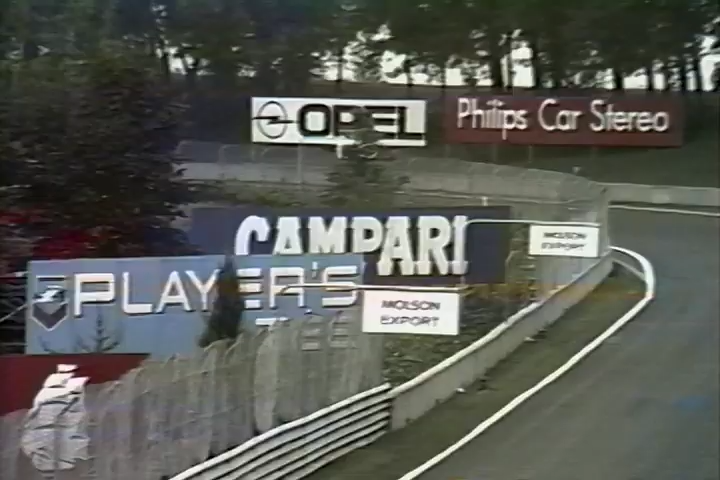 OPEL
Philips Car Stereo
CAMPARI
MOLSON
EXPORT
PLAYER'S
MOLSON
EXPORT